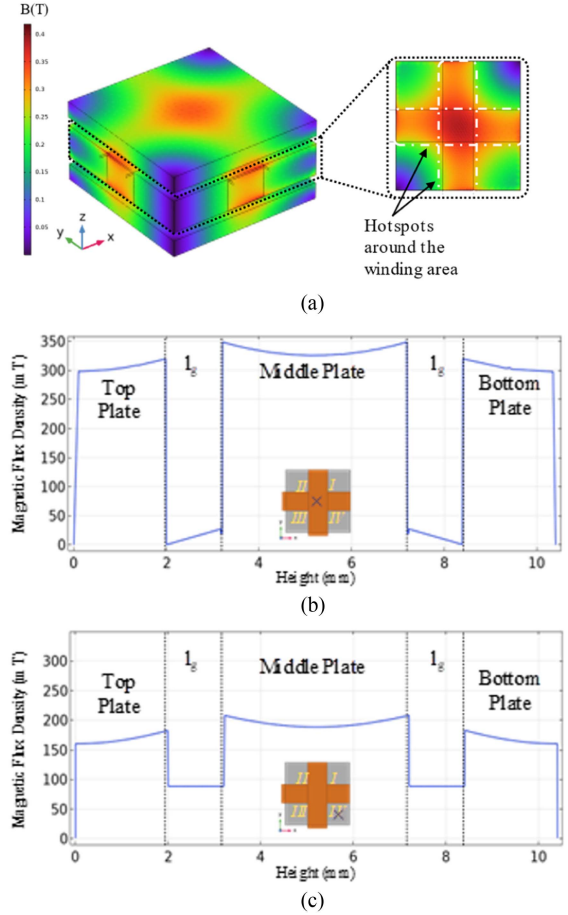 B(T)
0.4
0.35
0.3
0.25
0.2
0.15
0.1
0.05
z
y
x
Hotspots
around the
winding area
(a)
Magnetic Flux Density (mT)
350
300
250
200
150
100
50
0
Top
Plate
lg
Middle Plate
lg
Bottom
Plate
II I
III IV
0 2 4 6 8 10
Height (mm)
(b)
Magnetic Flux Density (mT)
350
300
250
200
150
100
50
0
Top
Plate
lg
Middle Plate
lg
Bottom
Plate
II I
III IV
0 2 4 6 8 10
Height (mm)
(c)